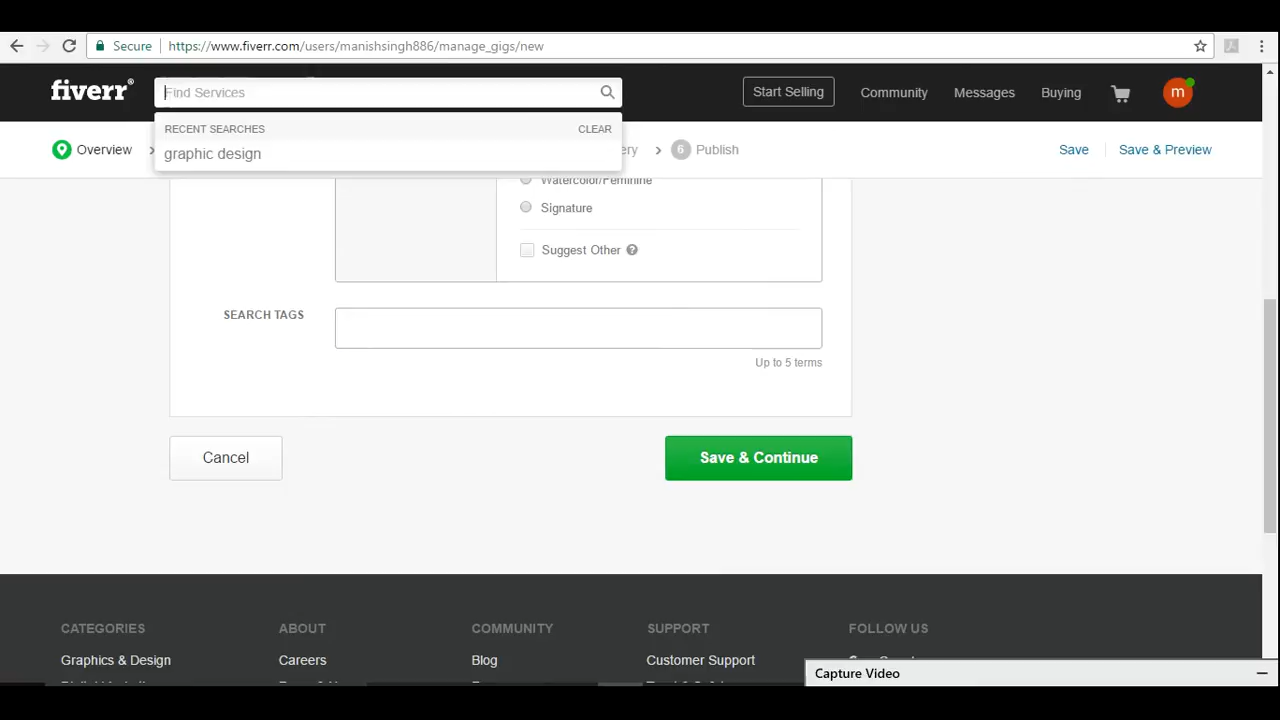 Secure https://www.fiverr.com/users/manishsingh886/manage_gigs/new
fiverr® Find Services Start Selling Community Messages Buying m
RECENT SEARCHES CLEAR
graphic design
Overview 6 Publish Save Save & Preview
Watercolor/Feminine
Signature
Suggest Other ?
SEARCH TAGS
Up to 5 terms
Cancel Save & Continue
CATEGORIES ABOUT COMMUNITY SUPPORT FOLLOW US
Graphics & Design Careers Blog Customer Support
Capture Video